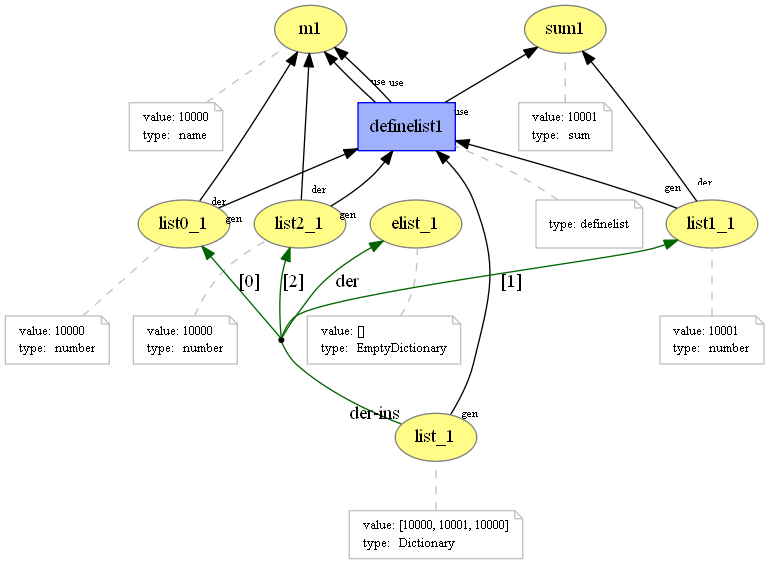 m1
sum1
value: 10000
type: name
use
use
definelist1
use
value: 10001
type: sum
der
gen
der
gen
gen
der
list0_1
list2_1
elist_1
type: definelist
list1_1
[0]
[2]
der
[1]
value: 10000
type: number
value: 10000
type: number
value: []
type: EmptyDictionary
value: 10001
type: number
der-ins
gen
list_1
value: [10000, 10001, 10000]
type: Dictionary